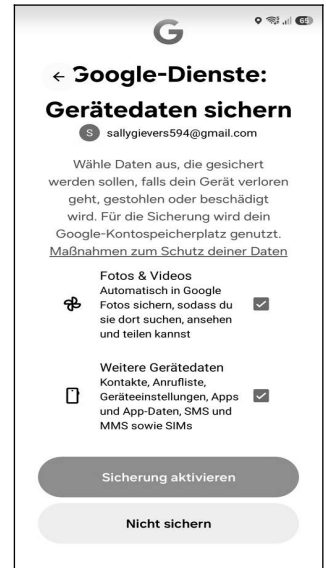 G
65
Google-Dienste:
Gerätedaten sichern
S sallygievers594@gmail.com
Wähle Daten aus, die gesichert
werden sollen, falls dein Gerät verloren
geht, gestohlen oder beschädigt
wird. Für die Sicherung wird dein
Google-Kontospeicherplatz genutzt.
Maßnahmen zum Schutz deiner Daten
Fotos & Videos
Automatisch in Google
Fotos sichern, sodass du
sie dort suchen, ansehen
und teilen kannst
Weitere Gerätedaten
Kontakte, Anrufliste,
Geräteeinstellungen, Apps
und App-Daten, SMS und
MMS sowie SIMs
Sicherung aktivieren
Nicht sichern